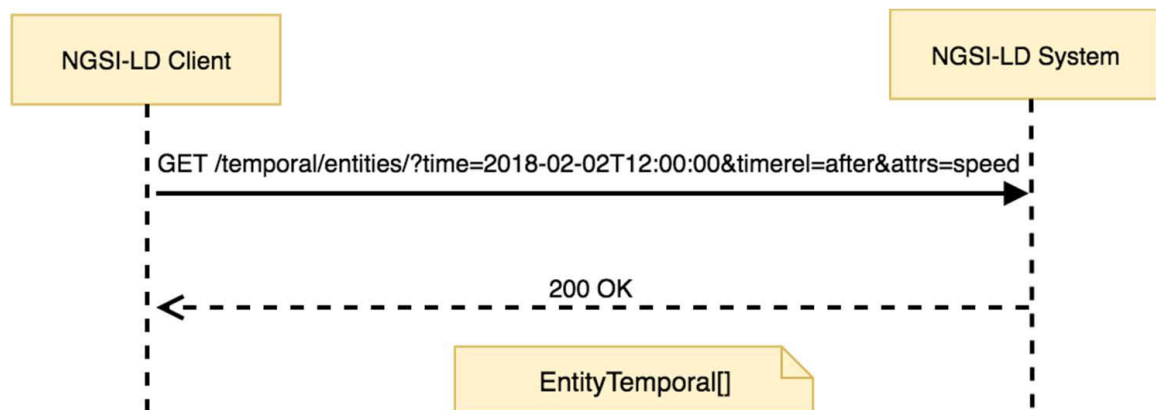 NGSI-LD Client
NGSI-LD System
GET /temporal/entities/?time=2018-02-02T12:00:00&timerel=after&attrs=speed
200 OK
EntityTemporal[]